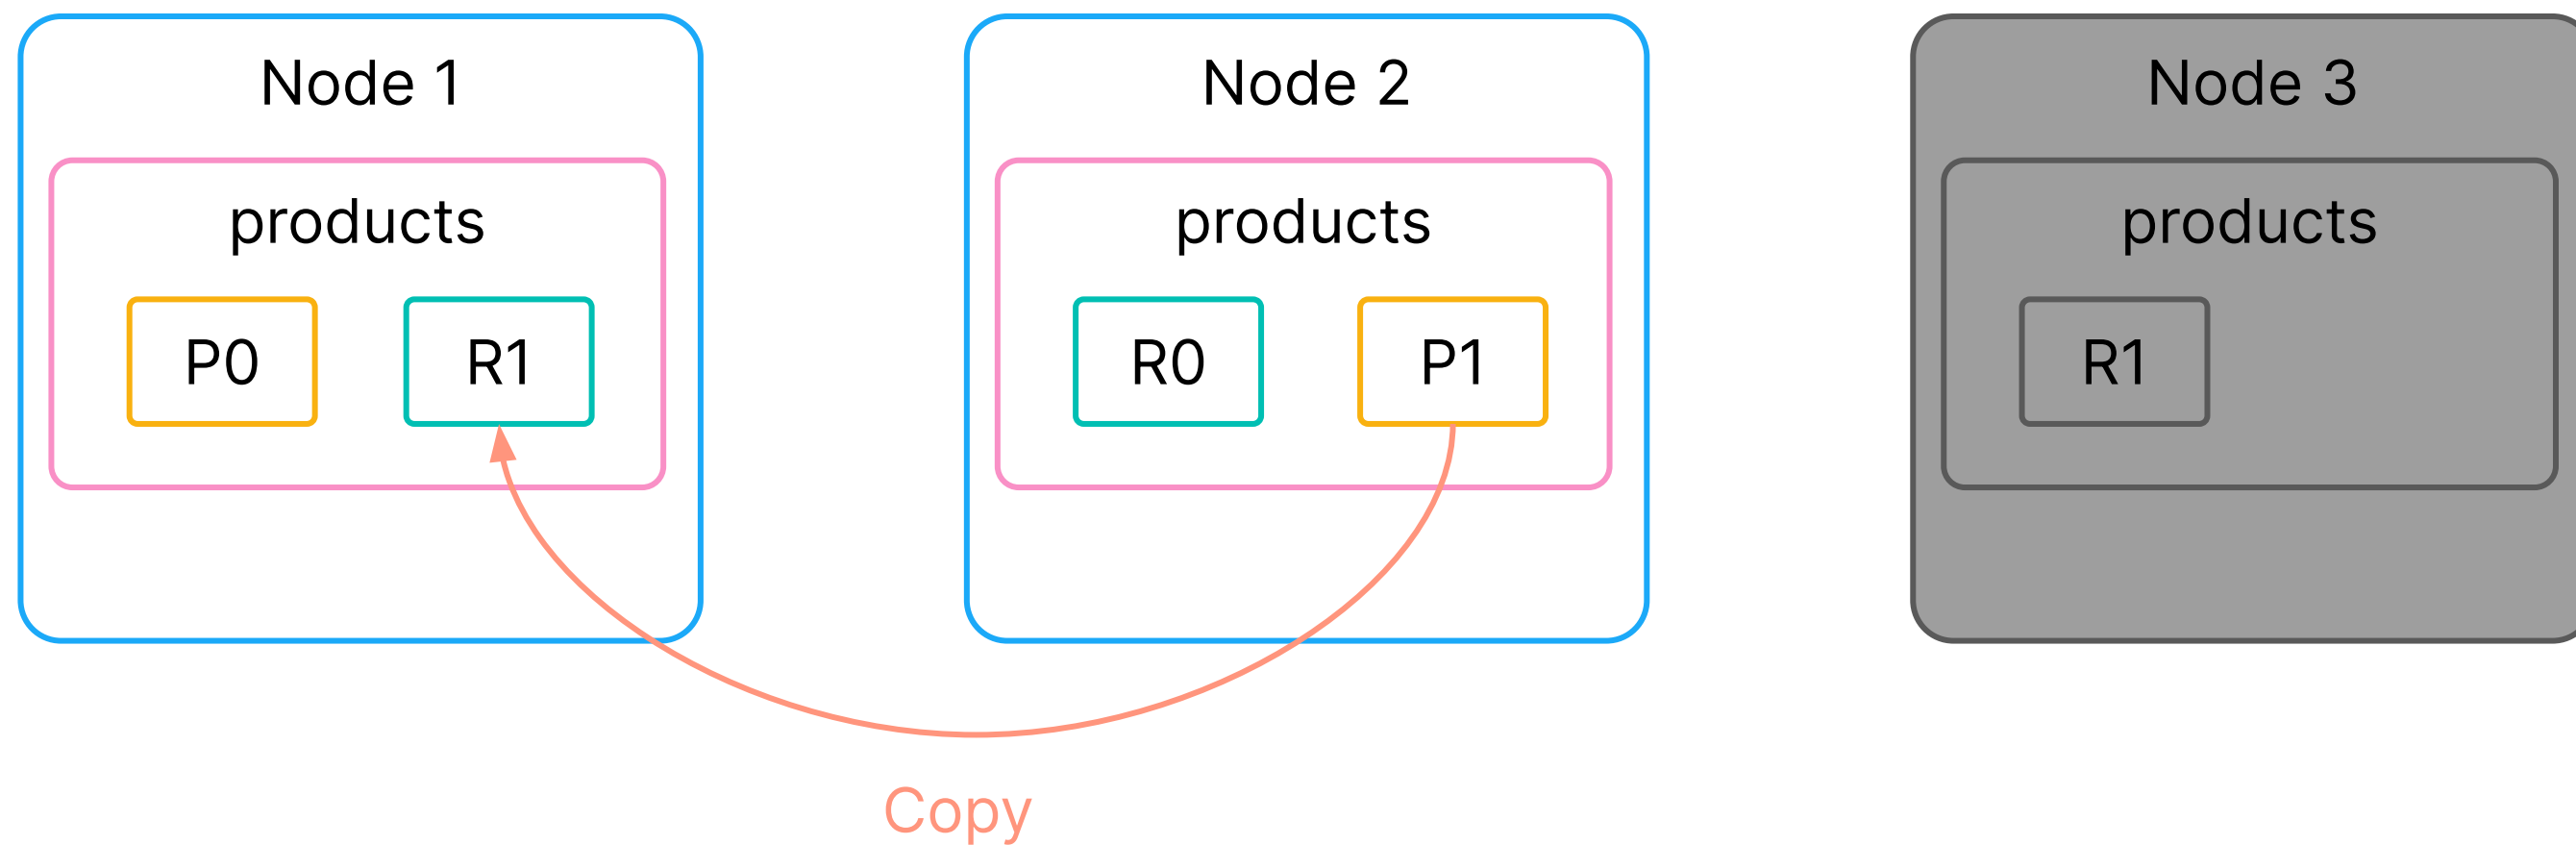 Node 1
products
P0
R1
Node 2
products
R0
P1
Node 3
products
R1
Copy